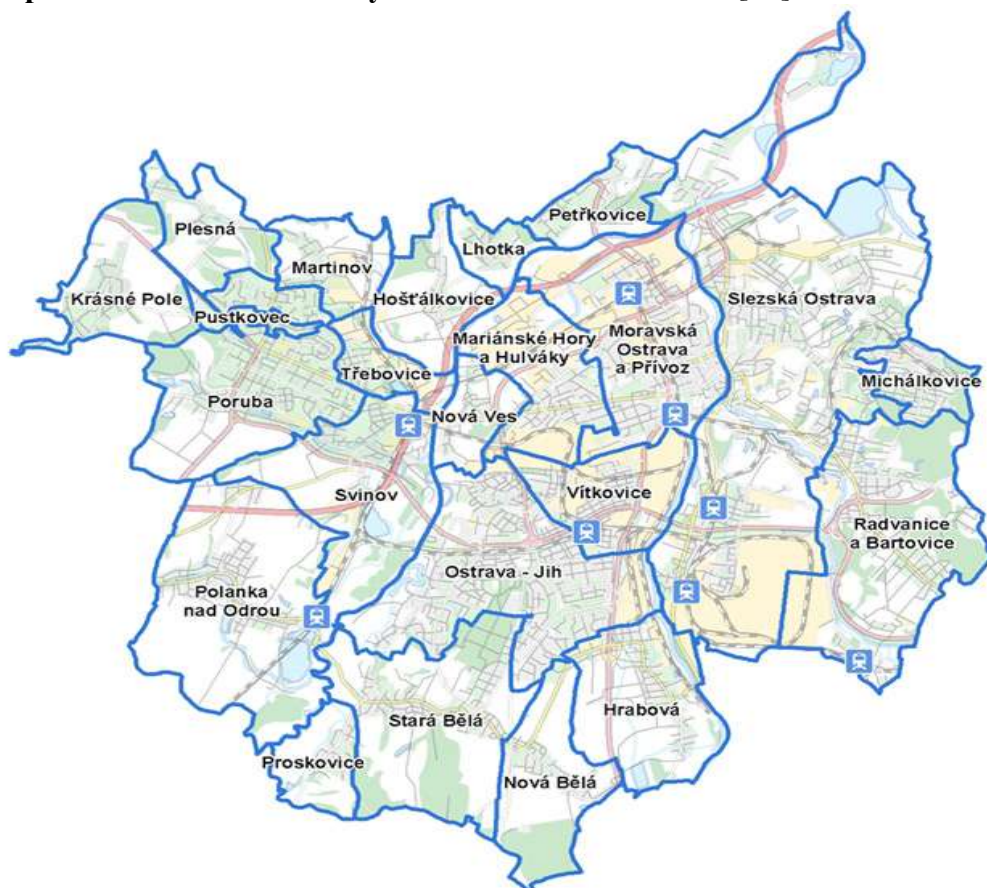 Petřkovice
Plesná
Lhotka
Martinov
Krásné Pole
Hošťálkovice
Slezská Ostrava
Pustkovec
Mariánské Hory
a Hulváky
Moravská
Ostrava
a Přívoz
Třebovice
Michálkovice
Poruba
Nová Ves
Svinov
Vítkovice
Radvanice
a Bartovice
Ostrava - Jih
Polanka
nad Odrou
Hrabová
Stará Bělá
Proskovice
Nová Bělá